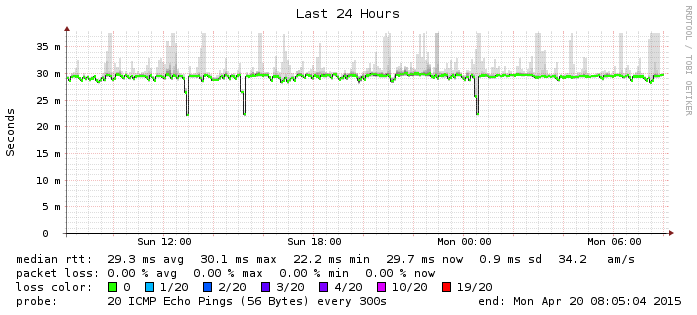 Last 24 Hours
RRDTOOL / TOBI OETIKER
Seconds
35 m
30 m
25 m
20 m
15 m
10 m
5 m
0
Sun 12:00 Sun 18:00 Mon 00:00 Mon 06:00
median rtt: 29.3 ms avg 30.1 ms max 22.2 ms min 29.7 ms now 0.9 ms sd 34.2 am/s
packet loss: 0.00 % avg 0.00 % max 0.00 % min 0.00 % now
loss color: 0 1/20 2/20 3/20 4/20 10/20 19/20
probe: 20 ICMP Echo Pings (56 Bytes) every 300s end: Mon Apr 20 08:05:04 2015